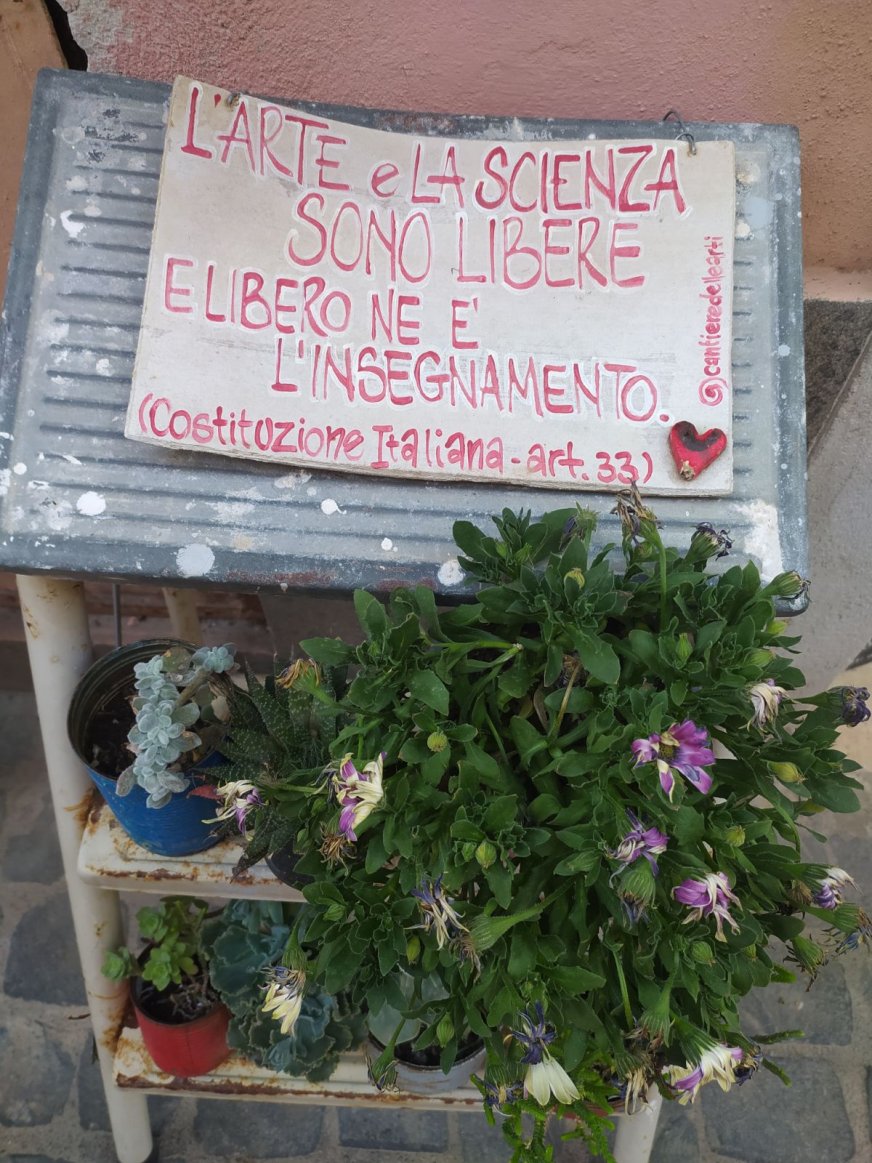 L'ARTE e LA SCIENZA
SONO LIBERE
E LIBERO NE E'
L'INSEGNAMENTO.
(Costituzione Italiana - art. 33)
@cantieredellearti